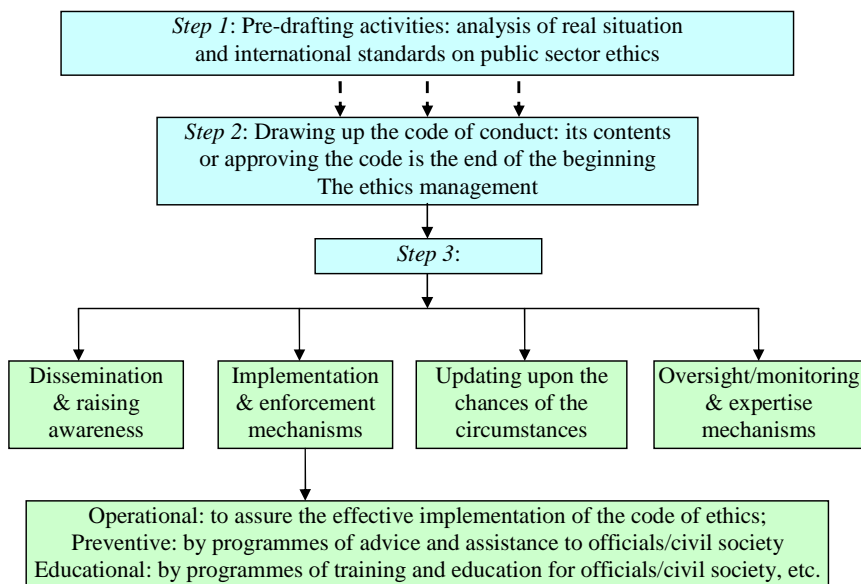 Step 1: Pre-drafting activities: analysis of real situation
and international standards on public sector ethics
Step 2: Drawing up the code of conduct: its contents
or approving the code is the end of the beginning
The ethics management
Step 3:
Dissemination
& raising
awareness
Implementation
& enforcement
mechanisms
Updating upon the
chances of the
circumstances
Oversight/monitoring
& expertise
mechanisms
Operational: to assure the effective implementation of the code of ethics;
Preventive: by programmes of advice and assistance to officials/civil society
Educational: by programmes of training and education for officials/civil society, etc.